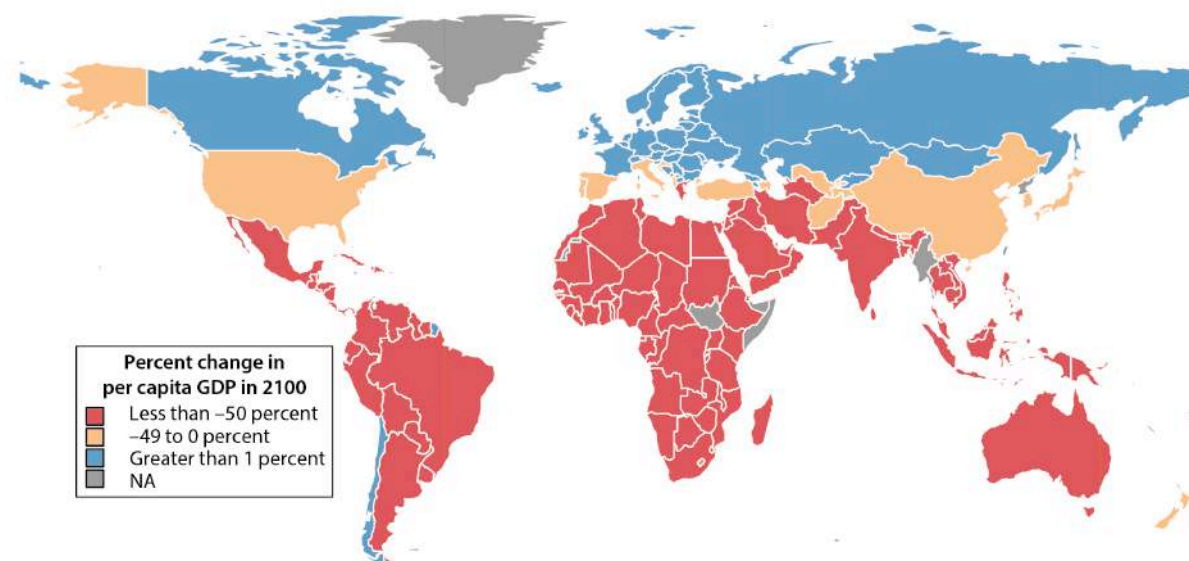 Percent change in
per capita GDP in 2100
Less than –50 percent
–49 to 0 percent
Greater than 1 percent
NA